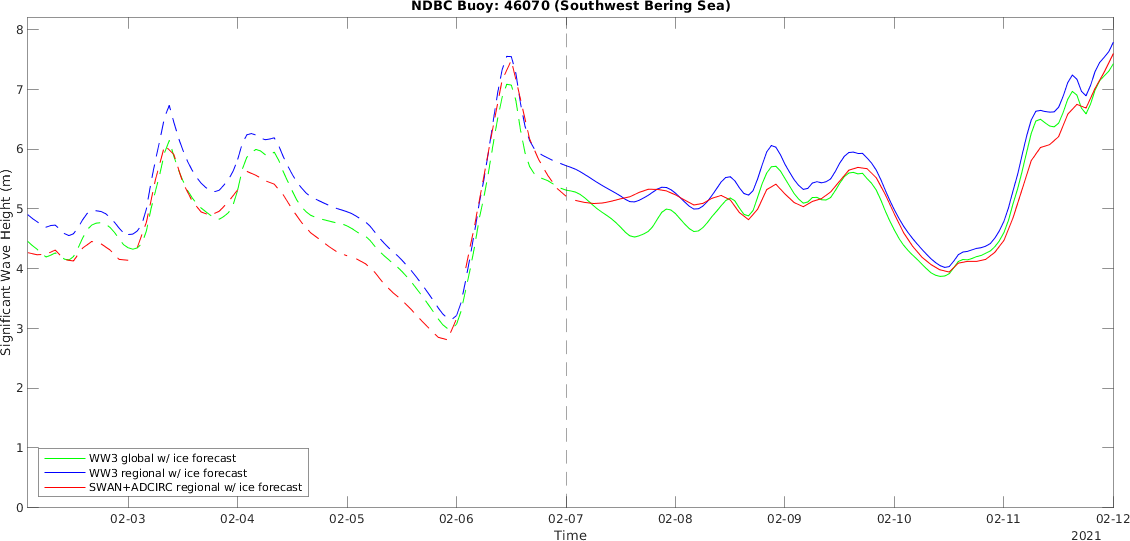 NDBC Buoy: 46070 (Southwest Bering Sea)
8
7
6
5
4
3
2
1
0
Significant Wave Height (m)
WW3 global w/ ice forecast
WW3 regional w/ ice forecast
SWAN+ADCIRC regional w/ ice forecast
02-03 02-04 02-05 02-06 02-07 02-08 02-09 02-10 02-11 02-12
Time
2021